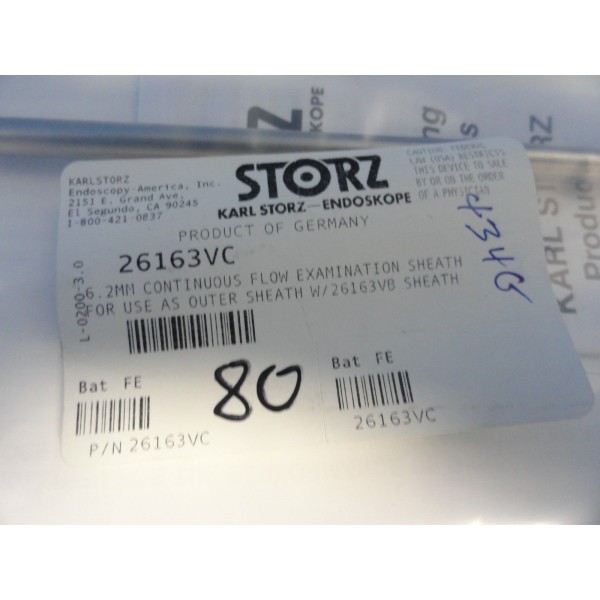 KARL STORZ
Endoscopy-America, Inc.
2151 E. Grand Ave,
El Segundo, CA 90245
1-800-421-0837
STORZ
KARL STORZ—ENDOSKOPE
CAUTION: FEDERAL
LAW (USA) RESTRICTS
THIS DEVICE TO SALE
BY OR ON THE ORDER
OF A PHYSICIAN
PRODUCT OF GERMANY
26163VC
6.2MM CONTINUOUS FLOW EXAMINATION SHEATH
FOR USE AS OUTER SHEATH W/26163VB SHEATH
L-0200-3.0
Bat FE
P/N 26163VC
80
Bat FE
26163VC
KARL STORZ